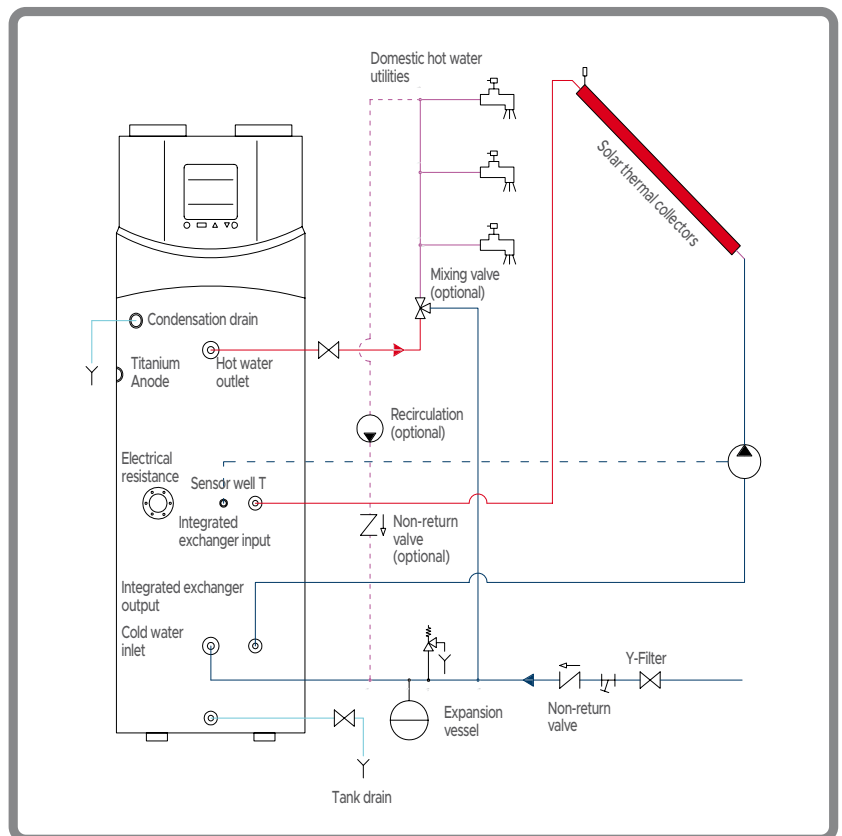 Domestic hot water
utilities
Solar thermal collectors
Mixing valve
(optional)
Condensation drain
Titanium
Anode
Hot water
outlet
Recirculation
(optional)
Electrical
resistance
Sensor well T
Integrated
exchanger input
Non-return
valve
(optional)
Integrated exchanger
output
Cold water
inlet
Y-Filter
Expansion
vessel
Non-return
valve
Tank drain